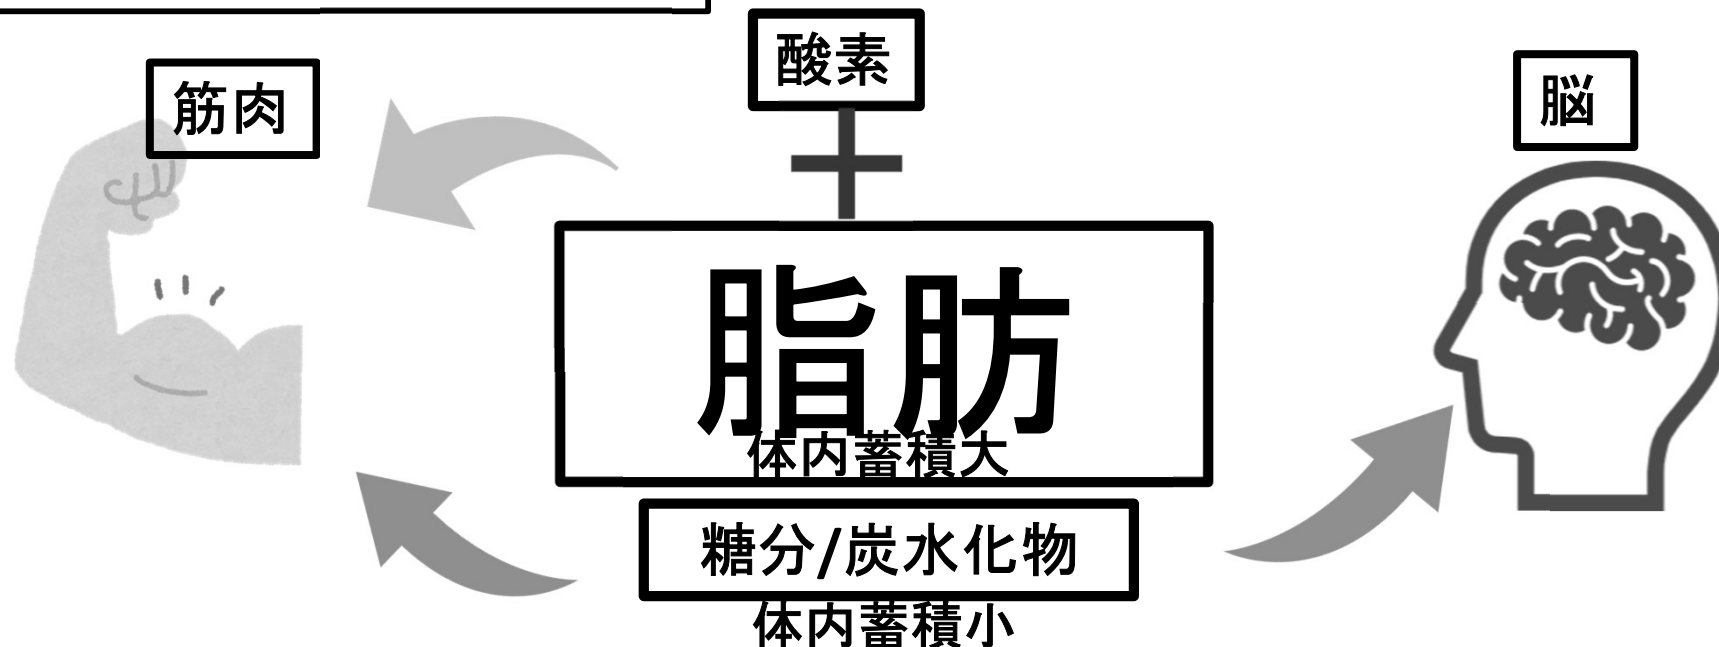 酸素
筋肉
脳
脂肪
体内蓄積大
糖分/炭水化物
体内蓄積小